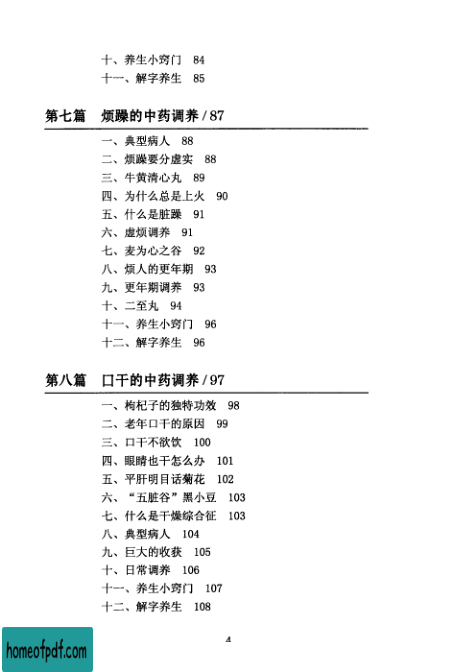 十、养生小窍门 84
十一、解字养生 85
第七篇 烦躁的中药调养/87
一、典型病人 88
二、烦躁要分虚实 88
三、牛黄清心丸 89
四、为什么总是上火 90
五、什么是脏躁 91
六、虚烦调养 91
七、麦为心之谷 92
八、烦人的更年期 93
九、更年期调养 93
十、二至丸 94
十一、养生小窍门 96
十二、解字养生 96
第八篇 口干的中药调养/97
一、枸杞子的独特功效 98
二、老年口干的原因 99
三、口干不欲饮 100
四、眼睛也干怎么办 101
五、平肝明目话菊花 102
六、“五脏谷”黑小豆 103
七、什么是干燥综合征 103
八、典型病人 104
九、巨大的收获 105
十、日常调养 106
十一、养生小窍门 107
十二、解字养生 108
4
homeofpdf.com